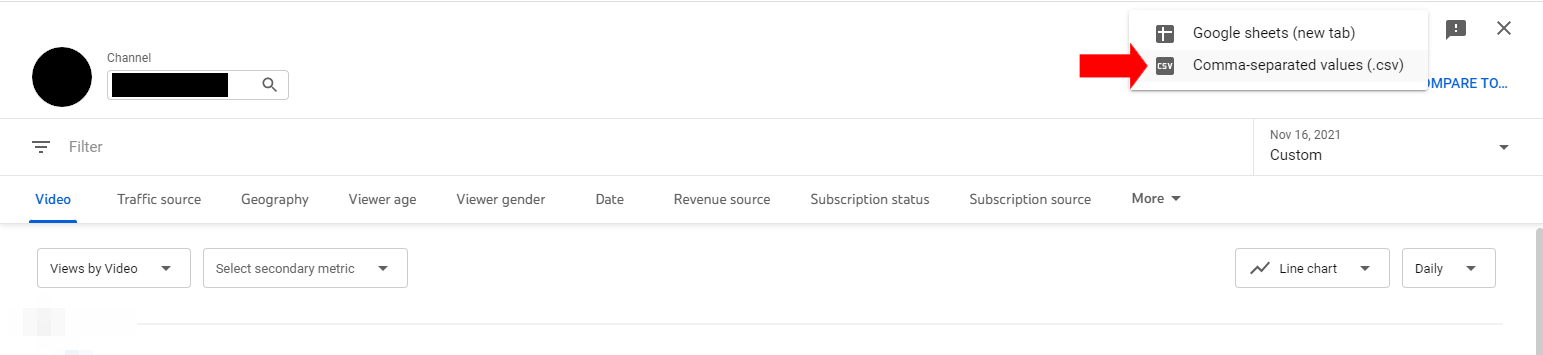 Google sheets (new tab)
Channel
CSV Comma-separated values (.csv)
OMPARE TO...
Filter
Nov 16, 2021
Custom
Video Traffic source Geography Viewer age Viewer gender Date Revenue source Subscription status Subscription source More
Views by Video Select secondary metric Line chart Daily